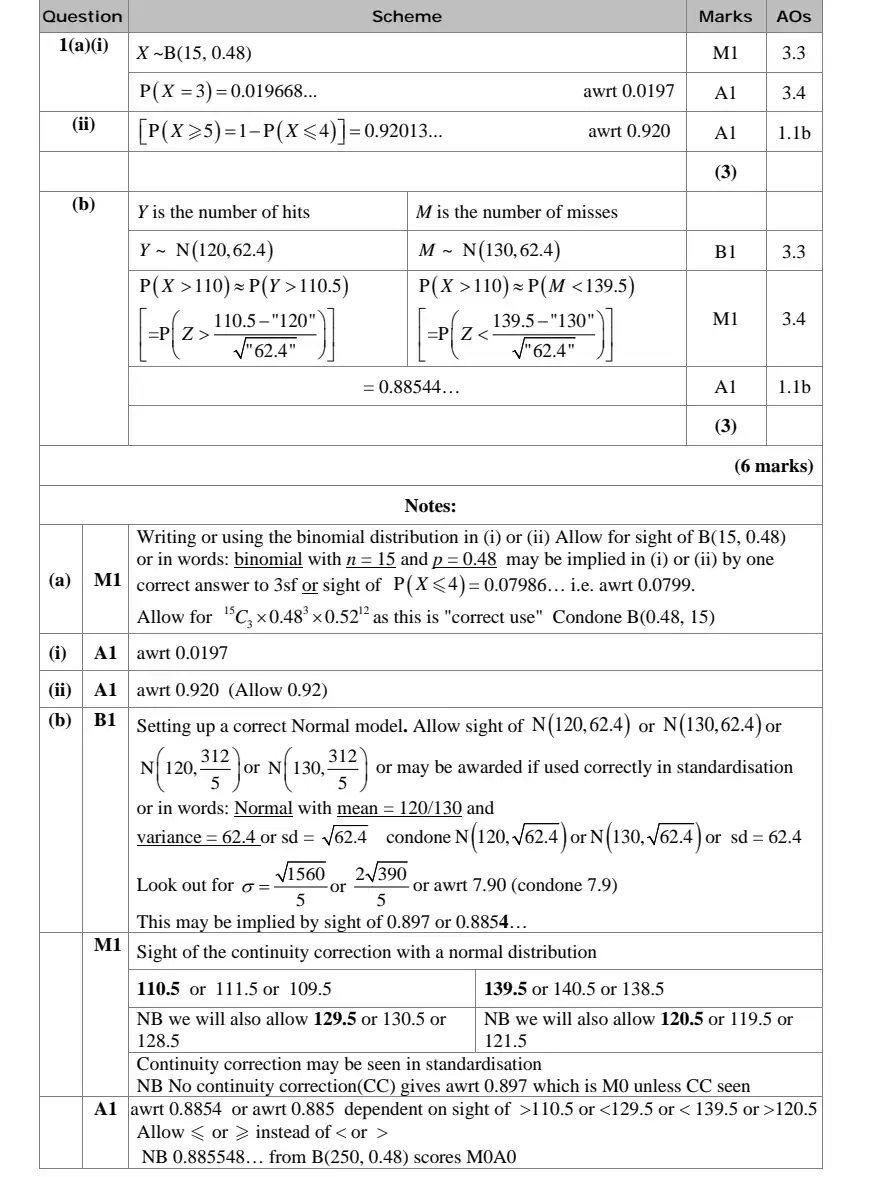 Question Scheme Marks AOs
1(a)(i) X ~B(15, 0.48) M1 3.3
P(X = 3) = 0.019668... awrt 0.0197 A1 3.4
(ii) [P(X ⩾ 5) = 1 − P(X ⩽ 4)] = 0.92013... awrt 0.920 A1 1.1b
(3)
(b) Y is the number of hits M is the number of misses
Y ~ N(120, 62.4) M ~ N(130, 62.4) B1 3.3
P(X > 110) ≈ P(Y > 110.5) P(X > 110) ≈ P(M < 139.5)
[=P(Z > (110.5 − "120")/√"62.4")] [=P(Z < (139.5 − "130")/√"62.4")] M1 3.4
= 0.88544… A1 1.1b
(3)
(6 marks)
Notes:
(a) M1 Writing or using the binomial distribution in (i) or (ii) Allow for sight of B(15, 0.48)
or in words: binomial with n = 15 and p = 0.48 may be implied in (i) or (ii) by one
correct answer to 3sf or sight of P(X ⩽ 4) = 0.07986… i.e. awrt 0.0799.
Allow for ¹⁵C₃ × 0.48³ × 0.52¹² as this is "correct use" Condone B(0.48, 15)
(i) A1 awrt 0.0197
(ii) A1 awrt 0.920 (Allow 0.92)
(b) B1 Setting up a correct Normal model. Allow sight of N(120, 62.4) or N(130, 62.4) or
N(120, 312/5) or N(130, 312/5) or may be awarded if used correctly in standardisation
or in words: Normal with mean = 120/130 and
variance = 62.4 or sd = √62.4 condone N(120, √62.4) or N(130, √62.4) or sd = 62.4
Look out for σ = √1560/5 or 2√390/5 or awrt 7.90 (condone 7.9)
This may be implied by sight of 0.897 or 0.8854…
M1 Sight of the continuity correction with a normal distribution
110.5 or 111.5 or 109.5 139.5 or 140.5 or 138.5
NB we will also allow 129.5 or 130.5 or
128.5
NB we will also allow 120.5 or 119.5 or
121.5
Continuity correction may be seen in standardisation
NB No continuity correction(CC) gives awrt 0.897 which is M0 unless CC seen
A1 awrt 0.8854 or awrt 0.885 dependent on sight of >110.5 or <129.5 or < 139.5 or >120.5
Allow ⩽ or ⩾ instead of < or >
NB 0.885548… from B(250, 0.48) scores M0A0